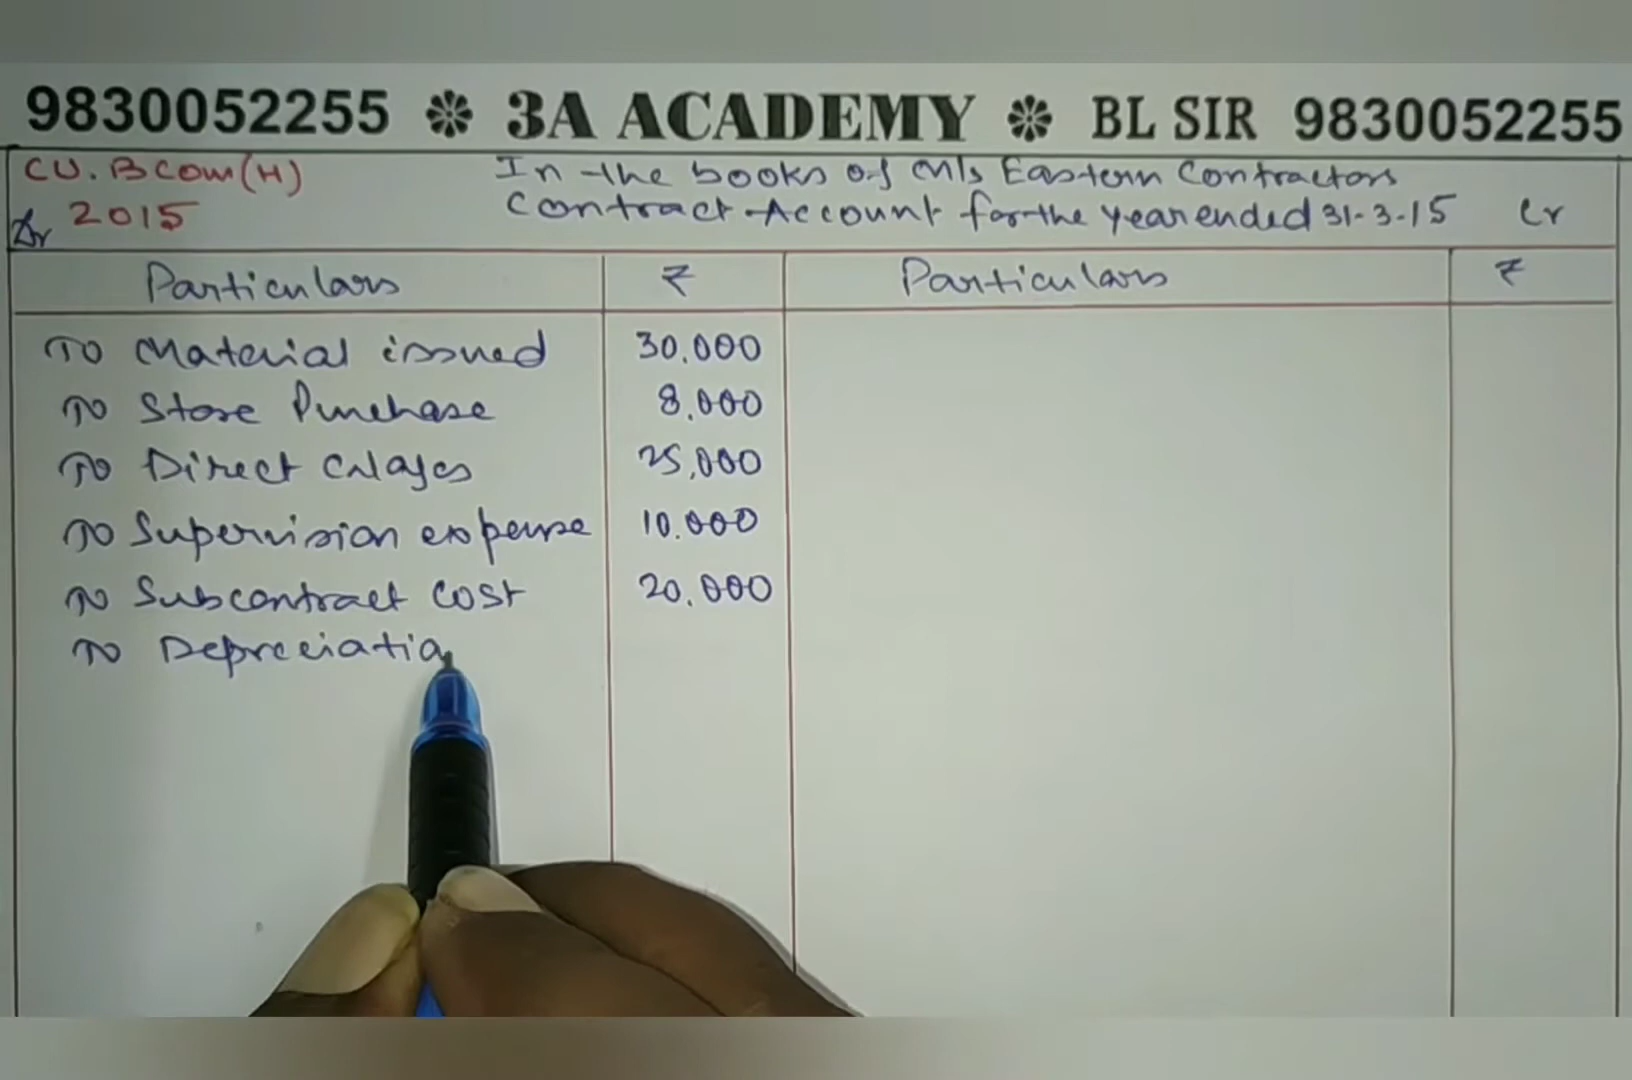 9830052255 ❋ 3A ACADEMY ❋ BL SIR 9830052255
CU. BCOM(H) In the books of M/s Eastern Contractors
Dr 2015 Contract Account for the year ended 31-3-15 Cr
Particulars ₹ Particulars ₹
To Material issued 30.000
To Store Purchase 8.000
To Direct Wages 25,000
To Supervision expense 10.000
To Subcontract Cost 20.000
To Depreciatio